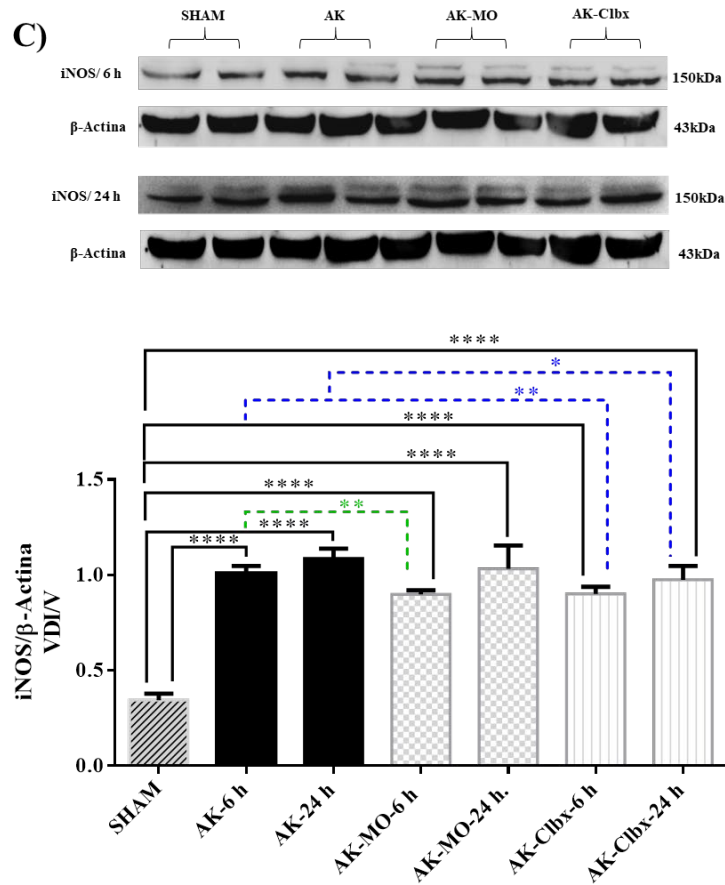 C)
SHAM AK AK-MO AK-Clbx
iNOS/ 6 h 150kDa
β-Actina 43kDa
iNOS/ 24 h 150kDa
β-Actina 43kDa
****
*
**
****
****
****
**
****
****
1.5
1.0
0.5
0.0
iNOS/β-Actina
VDI/V
SHAM
AK-6 h
AK-24 h
AK-MO-6 h
AK-MO-24 h.
AK-Clbx-6 h
AK-Clbx-24 h